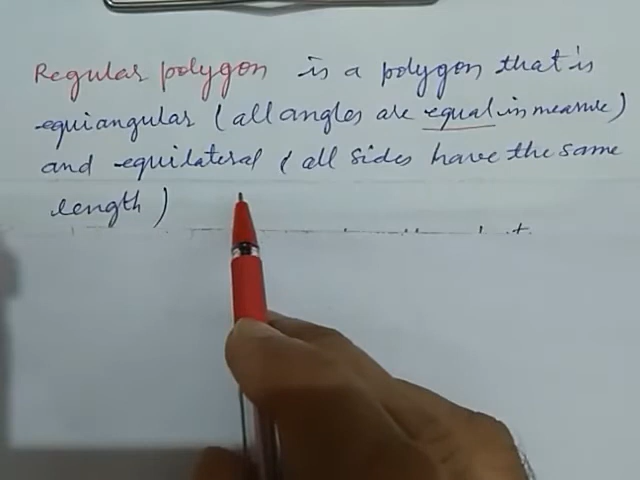 Regular polygon is a polygon that is
equiangular (all angles are equal in measure)
and equilateral (all sides have the same
length)